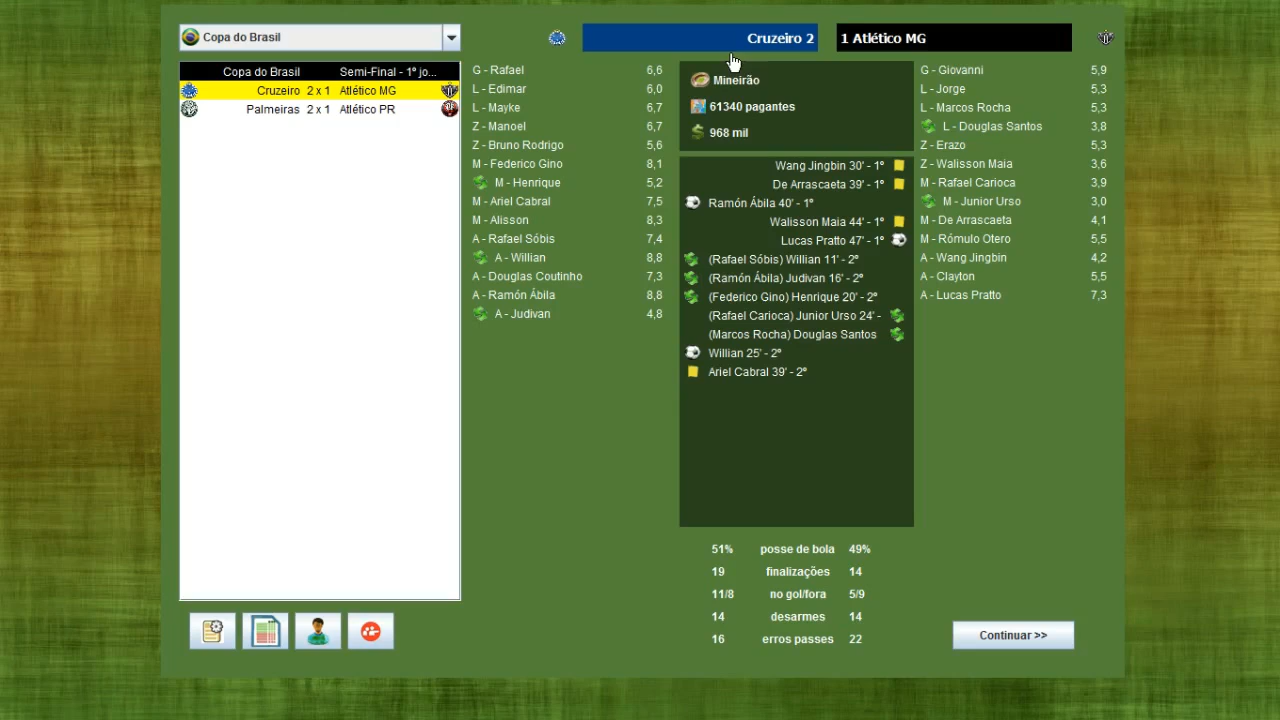 Copa do Brasil
Cruzeiro 2
1 Atlético MG
Copa do Brasil Semi-Final - 1º jo...
Cruzeiro 2 x 1 Atlético MG
Palmeiras 2 x 1 Atlético PR
G - Rafael 6,6
L - Edimar 6,0
L - Mayke 6,7
Z - Manoel 6,7
Z - Bruno Rodrigo 5,6
M - Federico Gino 8,1
M - Henrique 5,2
M - Ariel Cabral 7,5
M - Alisson 8,3
A - Rafael Sóbis 7,4
A - Willian 8,8
A - Douglas Coutinho 7,3
A - Ramón Ábila 8,8
A - Judivan 4,8
Mineirão
61340 pagantes
968 mil
Wang Jingbin 30' - 1º
De Arrascaeta 39' - 1º
Ramón Ábila 40' - 1º
Walisson Maia 44' - 1º
Lucas Pratto 47' - 1º
(Rafael Sóbis) Willian 11' - 2º
(Ramón Ábila) Judivan 16' - 2º
(Federico Gino) Henrique 20' - 2º
(Rafael Carioca) Junior Urso 24' -
(Marcos Rocha) Douglas Santos
Willian 25' - 2º
Ariel Cabral 39' - 2º
51% posse de bola 49%
19 finalizações 14
11/8 no gol/fora 5/9
14 desarmes 14
16 erros passes 22
G - Giovanni 5,9
L - Jorge 5,3
L - Marcos Rocha 5,3
L - Douglas Santos 3,8
Z - Erazo 5,3
Z - Walisson Maia 3,6
M - Rafael Carioca 3,9
M - Junior Urso 3,0
M - De Arrascaeta 4,1
M - Rómulo Otero 5,5
A - Wang Jingbin 4,2
A - Clayton 5,5
A - Lucas Pratto 7,3
Continuar >>